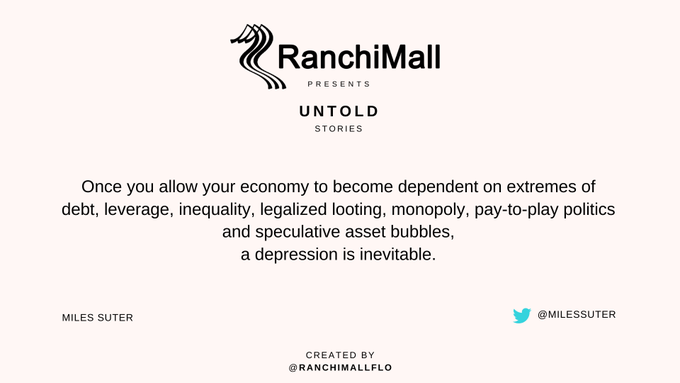 RanchiMall
PRESENTS
UNTOLD
STORIES
Once you allow your economy to become dependent on extremes of
debt, leverage, inequality, legalized looting, monopoly, pay-to-play politics
and speculative asset bubbles,
a depression is inevitable.
MILES SUTER
@MILESSUTER
CREATED BY
@RANCHIMALLFLO